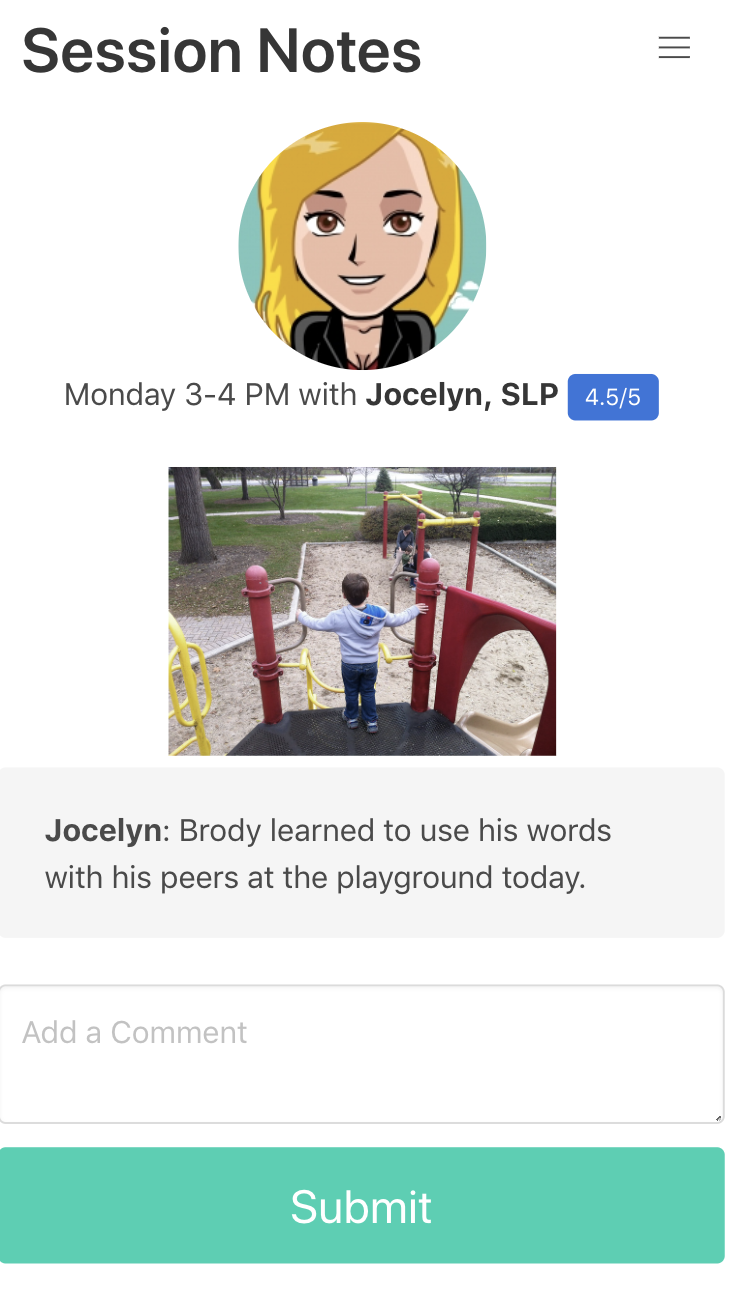 Session Notes
Monday 3-4 PM with Jocelyn, SLP 4.5/5
Jocelyn: Brody learned to use his words
with his peers at the playground today.
Add a Comment
Submit